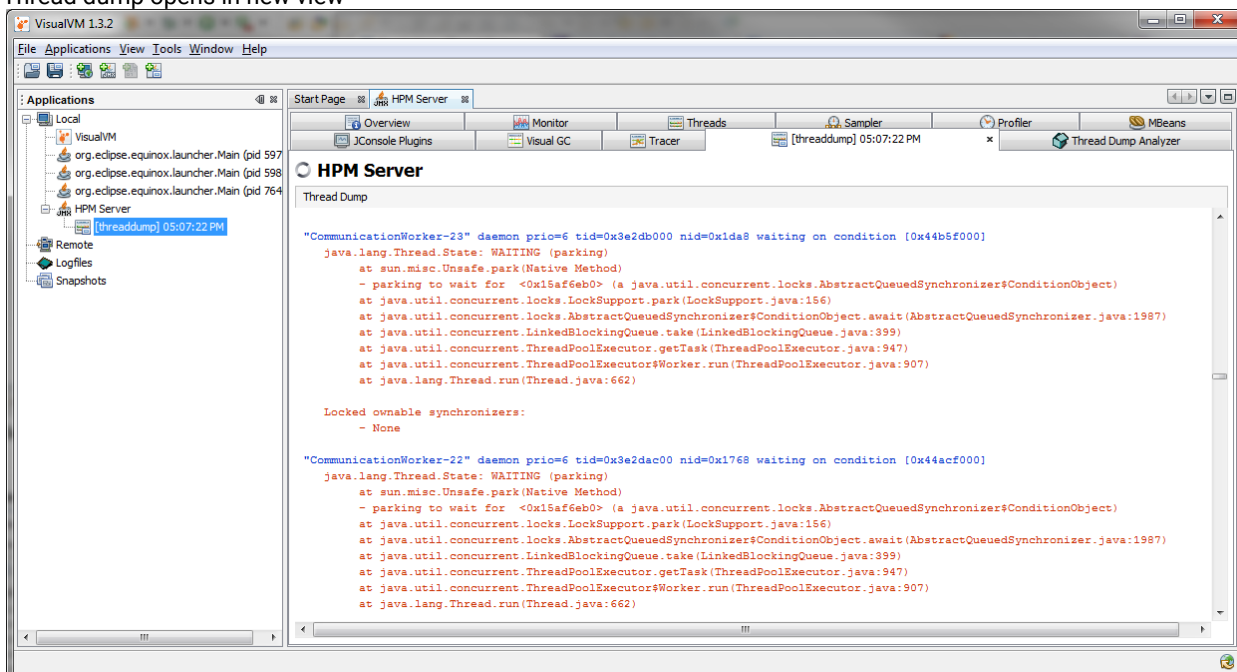 Thread dump opens in new view
VisualVM 1.3.2
File Applications View Tools Window Help
Applications
Local
VisualVM
org.eclipse.equinox.launcher.Main (pid 597
org.eclipse.equinox.launcher.Main (pid 598
org.eclipse.equinox.launcher.Main (pid 764
HPM Server
[threaddump] 05:07:22 PM
Remote
Logfiles
Snapshots
Start Page HPM Server
Overview Monitor Threads Sampler Profiler MBeans
JConsole Plugins Visual GC Tracer [threaddump] 05:07:22 PM Thread Dump Analyzer
HPM Server
Thread Dump
"CommunicationWorker-23" daemon prio=6 tid=0x3e2db000 nid=0x1da8 waiting on condition [0x44b5f000]
java.lang.Thread.State: WAITING (parking)
at sun.misc.Unsafe.park(Native Method)
- parking to wait for <0x15af6eb0> (a java.util.concurrent.locks.AbstractQueuedSynchronizer$ConditionObject)
at java.util.concurrent.locks.LockSupport.park(LockSupport.java:156)
at java.util.concurrent.locks.AbstractQueuedSynchronizer$ConditionObject.await(AbstractQueuedSynchronizer.java:1987)
at java.util.concurrent.LinkedBlockingQueue.take(LinkedBlockingQueue.java:399)
at java.util.concurrent.ThreadPoolExecutor.getTask(ThreadPoolExecutor.java:947)
at java.util.concurrent.ThreadPoolExecutor$Worker.run(ThreadPoolExecutor.java:907)
at java.lang.Thread.run(Thread.java:662)
Locked ownable synchronizers:
- None
"CommunicationWorker-22" daemon prio=6 tid=0x3e2dac00 nid=0x1768 waiting on condition [0x44acf000]
java.lang.Thread.State: WAITING (parking)
at sun.misc.Unsafe.park(Native Method)
- parking to wait for <0x15af6eb0> (a java.util.concurrent.locks.AbstractQueuedSynchronizer$ConditionObject)
at java.util.concurrent.locks.LockSupport.park(LockSupport.java:156)
at java.util.concurrent.locks.AbstractQueuedSynchronizer$ConditionObject.await(AbstractQueuedSynchronizer.java:1987)
at java.util.concurrent.LinkedBlockingQueue.take(LinkedBlockingQueue.java:399)
at java.util.concurrent.ThreadPoolExecutor.getTask(ThreadPoolExecutor.java:947)
at java.util.concurrent.ThreadPoolExecutor$Worker.run(ThreadPoolExecutor.java:907)
at java.lang.Thread.run(Thread.java:662)